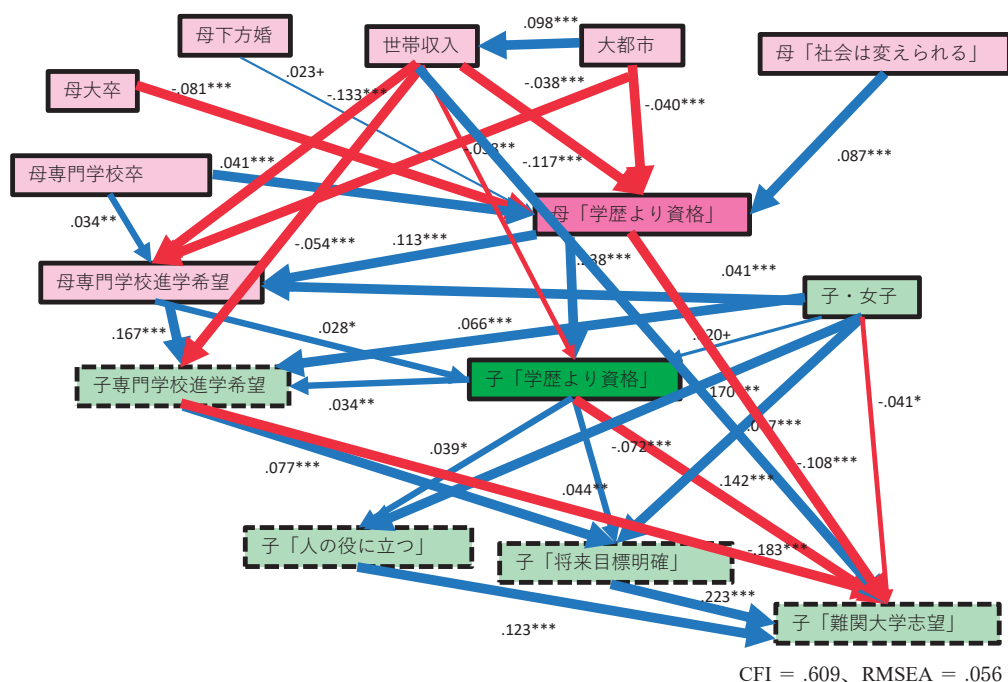 .098***
母下方婚
世帯収入
大都市
母「社会は変えられる」
.023+
母大卒
-.081***
-.133***
-.038***
-.040***
母専門学校卒
.041***
-.117***
.087***
母「学歴より資格」
.034**
-.054***
.113***
母専門学校進学希望
.041***
子・女子
.167***
.028*
.066***
子専門学校進学希望
子「学歴より資格」
.034**
-.041*
.039*
-.072***
-.108***
.077***
.044**
.142***
子「人の役に立つ」
子「将来目標明確」
-.183***
.223***
子「難関大学志望」
.123***
CFI = .609、RMSEA = .056